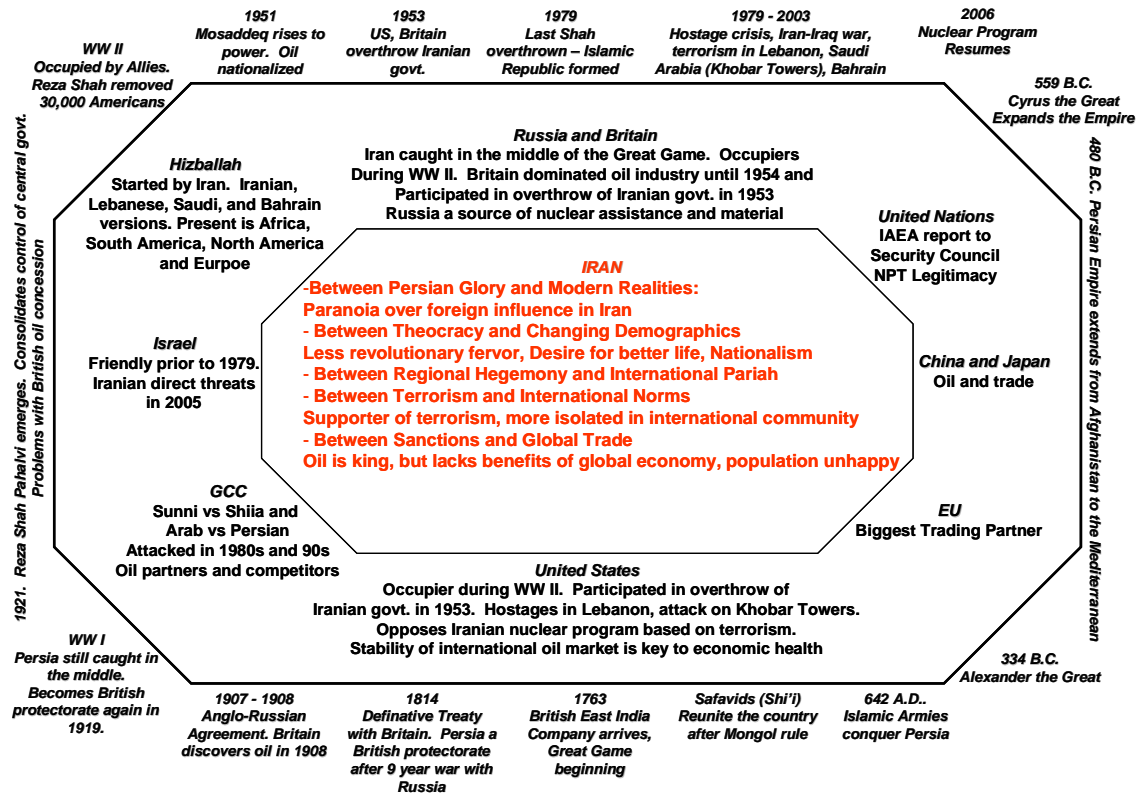 1951
Mosaddeq rises to
power.  Oil
nationalized
1953
US, Britain
overthrow Iranian
govt.
1979
Last Shah
overthrown – Islamic
Republic formed
1979 - 2003
Hostage crisis, Iran-Iraq war,
terrorism in Lebanon, Saudi
Arabia (Khobar Towers), Bahrain
2006
Nuclear Program
Resumes
559 B.C.
Cyrus the Great
Expands the Empire
480 B.C. Persian Empire extends from Afghanistan to the Mediterranean
334 B.C.
Alexander the Great
642 A.D..
Islamic Armies
conquer Persia
Safavids (Shi'i)
Reunite the country
after Mongol rule
1763
British East India
Company arrives,
Great Game
beginning
1814
Definative Treaty
with Britain.  Persia a
British protectorate
after 9 year war with
Russia
1907 - 1908
Anglo-Russian
Agreement. Britain
discovers oil in 1908
WW I
Persia still caught in
the middle.
Becomes British
protectorate again in
1919.
1921.  Reza Shah Pahalvi emerges.  Consolidates control of central govt.
Problems with British oil concession
WW II
Occupied by Allies.
Reza Shah removed
30,000 Americans
Hizballah
Started by Iran.  Iranian,
Lebanese, Saudi, and Bahrain
versions. Present is Africa,
South America, North America
and Eurpoe
Russia and Britain
Iran caught in the middle of the Great Game.  Occupiers
During WW II.  Britain dominated oil industry until 1954 and
Participated in overthrow of Iranian govt. in 1953
Russia a source of nuclear assistance and material
United Nations
IAEA report to
Security Council
NPT Legitimacy
China and Japan
Oil and trade
EU
Biggest Trading Partner
United States
Occupier during WW II.  Participated in overthrow of
Iranian govt. in 1953.  Hostages in Lebanon, attack on Khobar Towers.
Opposes Iranian nuclear program based on terrorism.
Stability of international oil market is key to economic health
GCC
Sunni vs Shiia and
Arab vs Persian
Attacked in 1980s and 90s
Oil partners and competitors
Israel
Friendly prior to 1979.
Iranian direct threats
in 2005
IRAN
-Between Persian Glory and Modern Realities:
Paranoia over foreign influence in Iran
- Between Theocracy and Changing Demographics
Less revolutionary fervor, Desire for better life, Nationalism
- Between Regional Hegemony and International Pariah
- Between Terrorism and International Norms
Supporter of terrorism, more isolated in international community
- Between Sanctions and Global Trade
Oil is king, but lacks benefits of global economy, population unhappy